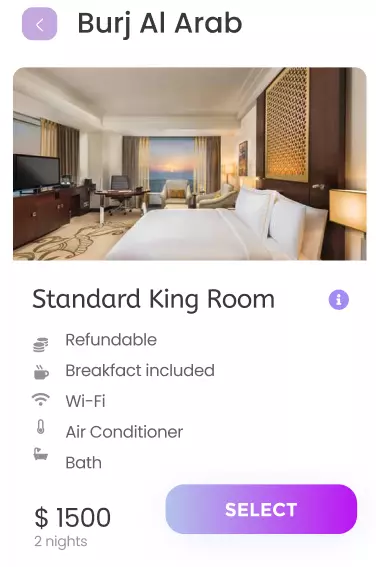 Burj Al Arab
Standard King Room
Refundable
Breakfact included
Wi-Fi
Air Conditioner
Bath
$ 1500
2 nights
SELECT